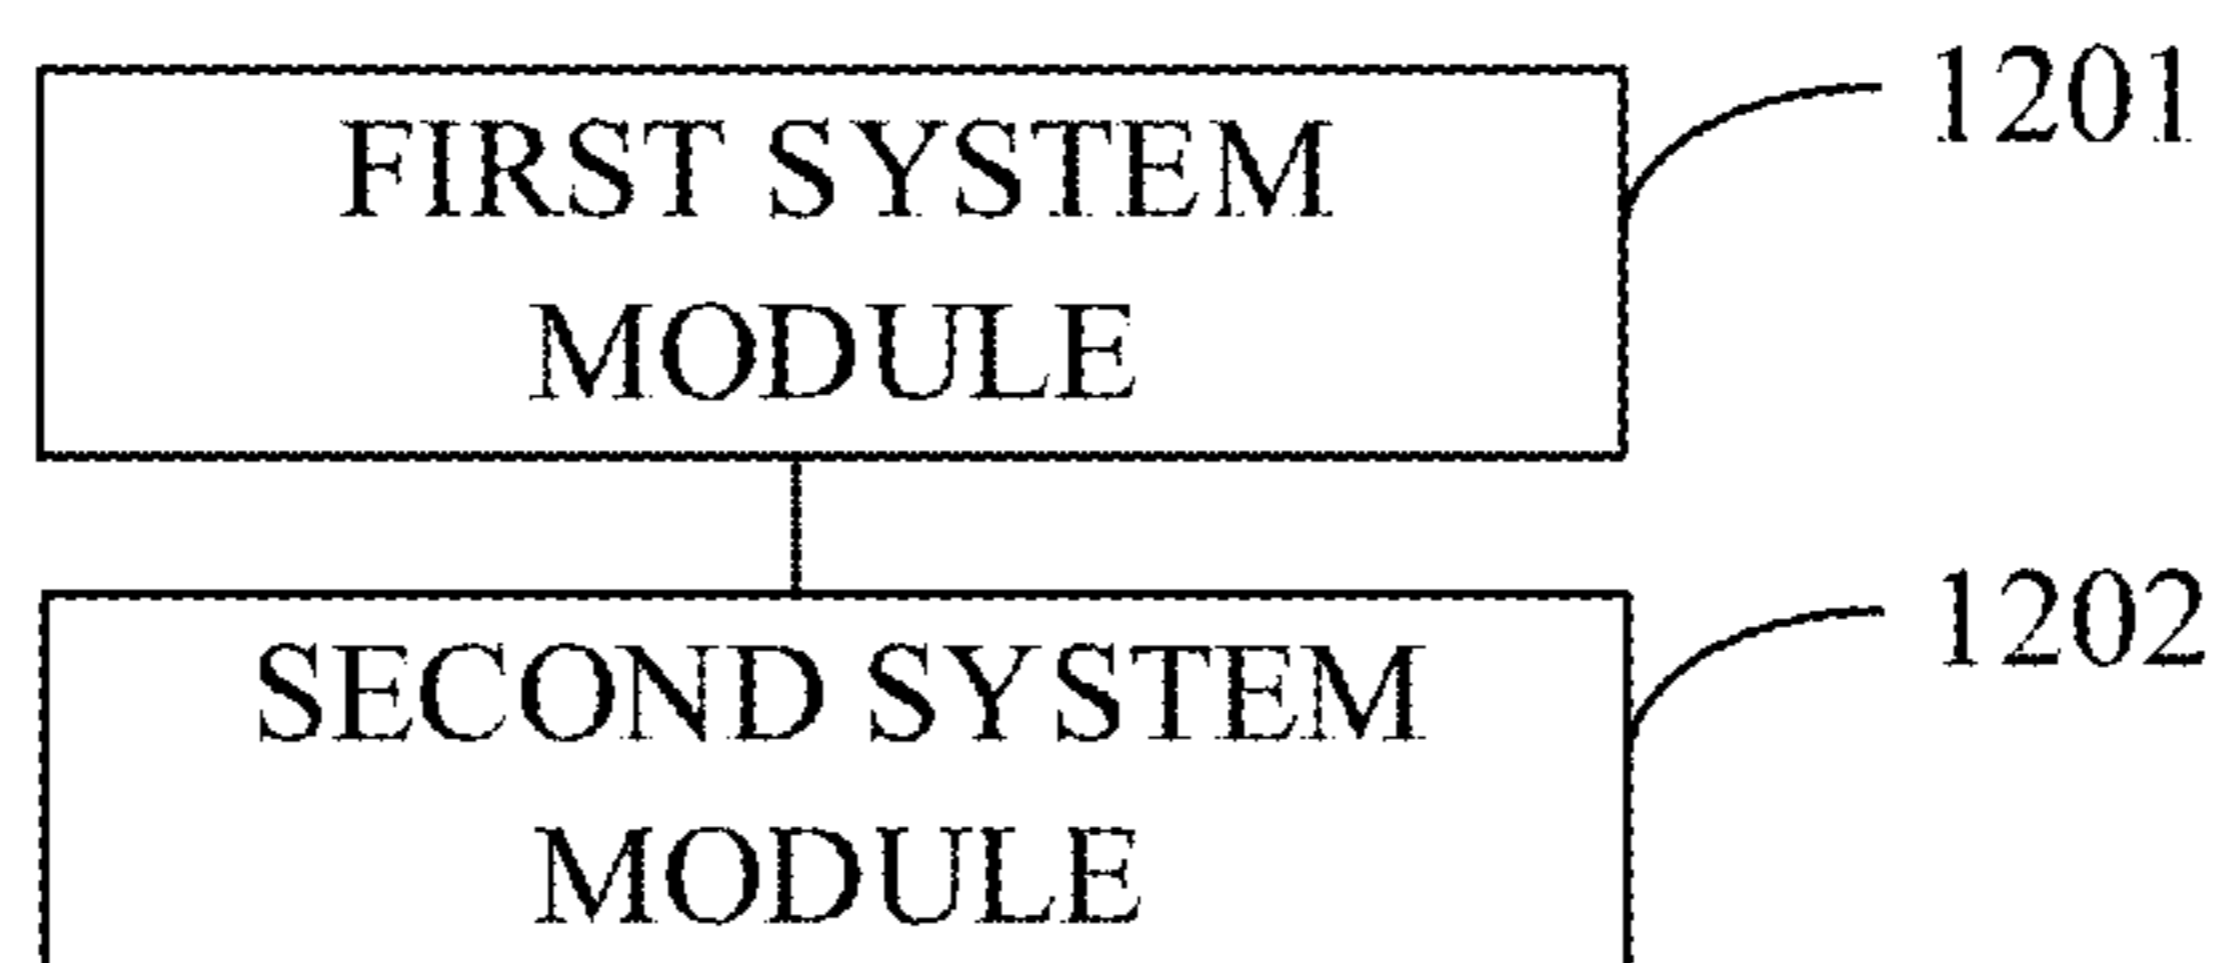 FIRST SYSTEM
MODULE
1201
SECOND SYSTEM
MODULE
1202